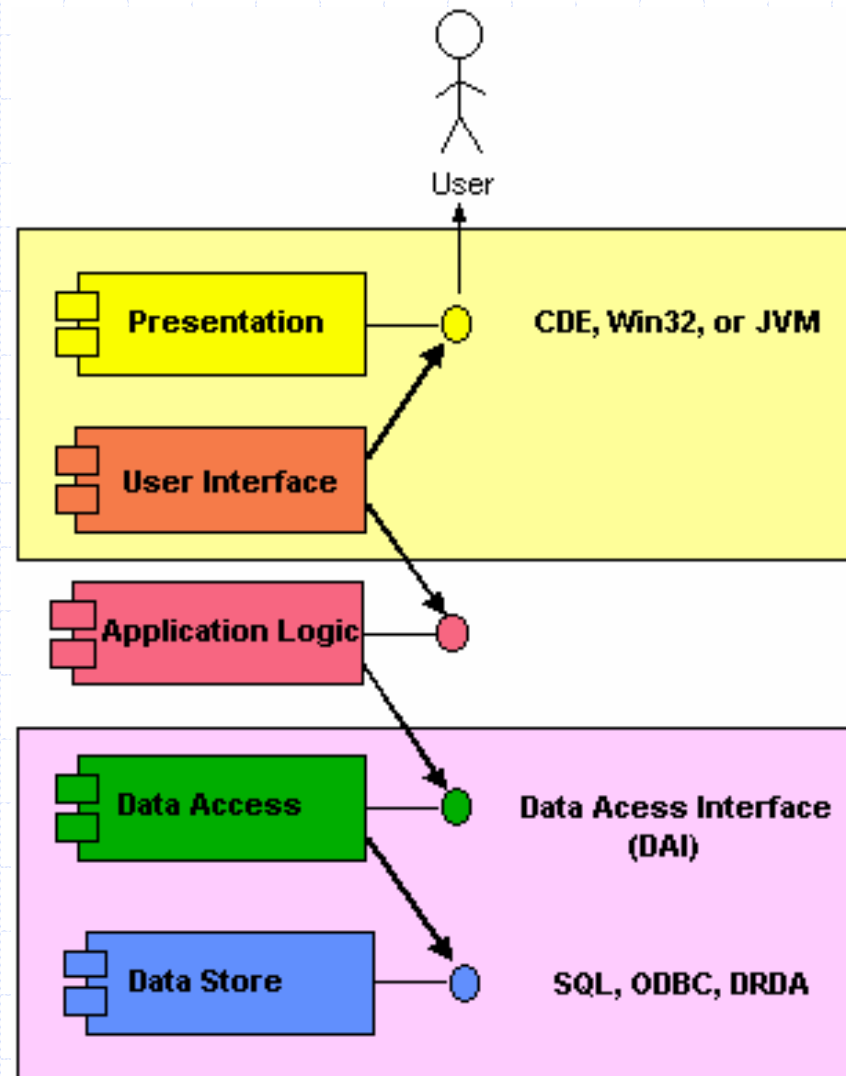 User
Presentation
CDE, Win32, or JVM
User Interface
Application Logic
Data Access
Data Acess Interface
(DAI)
Data Store
SQL, ODBC, DRDA